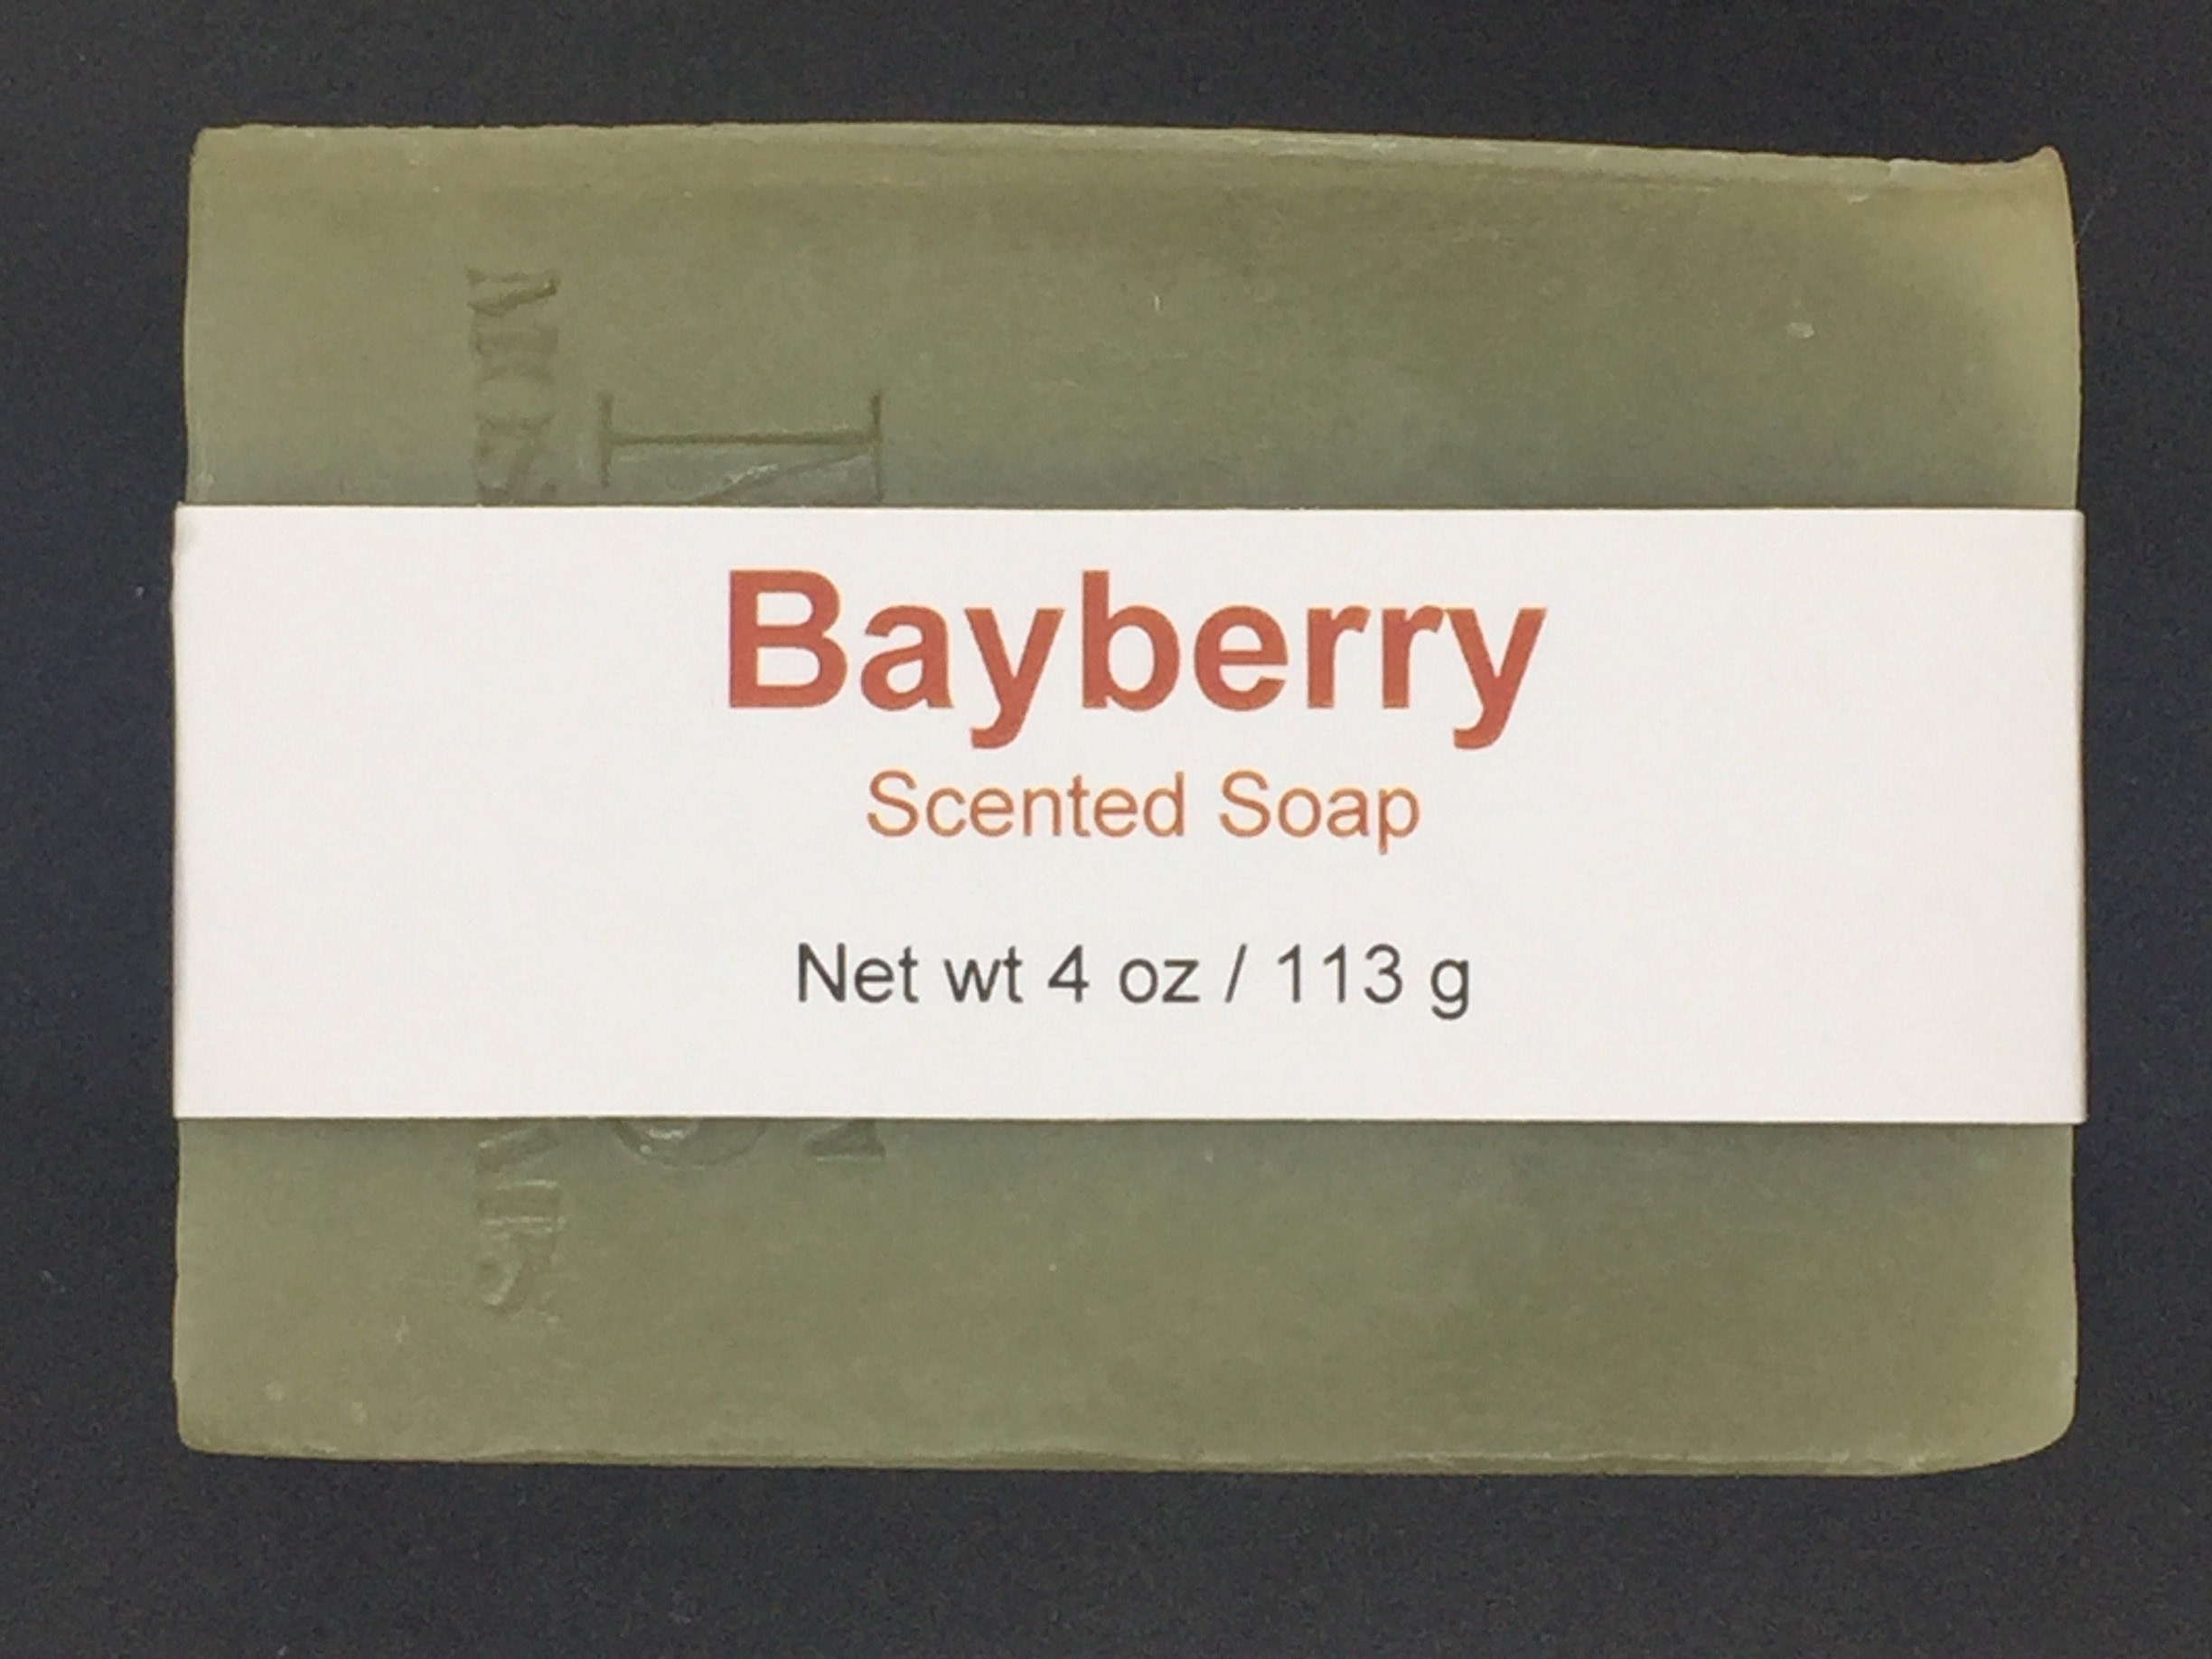 Bayberry
Scented Soap
Net wt 4 oz / 113 g